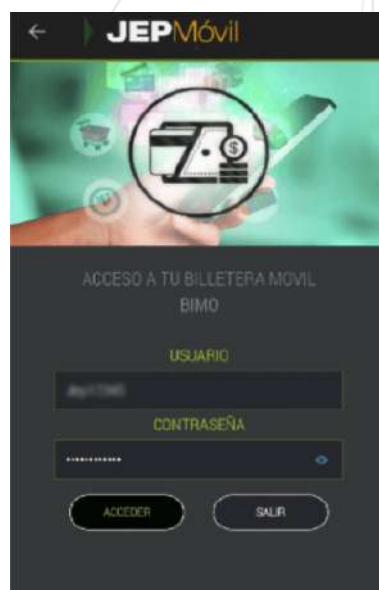 JEPMóvil
ACCESO A TU BILLETERA MOVIL
BIMO
USUARIO
CONTRASEÑA
ACCEDER
SALIR